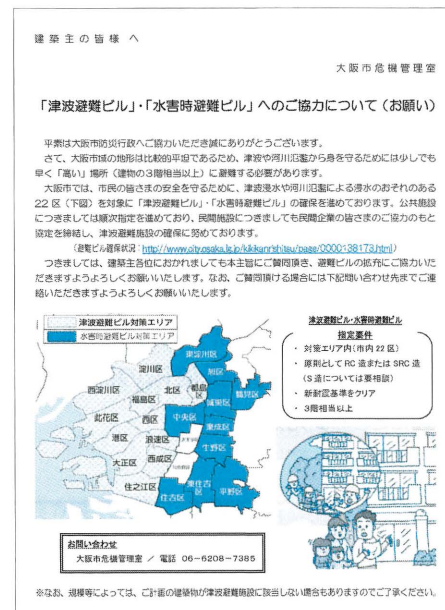 建築主の皆様 へ
大阪市危機管理室
「津波避難ビル」・「水害時避難ビル」へのご協力について(お願い)
平素は大阪市防災行政へご協力いただき誠にありがとうございます。
さて、大阪市域の地形は比較的平坦であるため、津波や河川氾濫から身を守るためには少しでも
早く「高い」場所(建物の3階相当以上)に避難する必要があります。
大阪市では、市民の皆さまの安全を守るために、津波浸水や河川氾濫による浸水のおそれのある
22 区(下図)を対象に「津波避難ビル」・「水害時避難ビル」の確保を進めております。公共施設
につきましては順次指定を進めており、民間施設につきましても民間企業の皆さまのご協力のもと
協定を締結し、津波避難施設の確保に努めております。
(避難ビル確保状況:http://www.city.osaka.lg.jp/kikikanrishitsu/page/0000138173.html)
つきましては、建築主各位におかれましても本主旨にご賛同頂き、避難ビルの拡充にご協力いた
だきますようよろしくお願いいたします。なお、ご賛同頂ける場合には下記問い合わせ先までご連
絡いただきますようよろしくお願いいたします。
津波避難ビル対策エリア
水害時避難ビル対策エリア
東淀川区
淀川区
旭区
西淀川区
北区
都島区
鶴見区
福島区
城東区
此花区
西区
中央区
東成区
港区
浪速区
生野区
大正区
西成区
住之江区
東住吉区
住吉区
平野区
津波避難ビル・水害時避難ビル
指定要件
・ 対策エリア内(市内 22 区)
・ 原則として RC 造または SRC 造
(S 造については要相談)
・ 新耐震基準をクリア
・ 3階相当以上
お問い合わせ
大阪市危機管理室 / 電話 06-6208-7385
※なお、規模等によっては、ご計画の建築物が津波避難施設に該当しない場合もありますのでご了承ください。